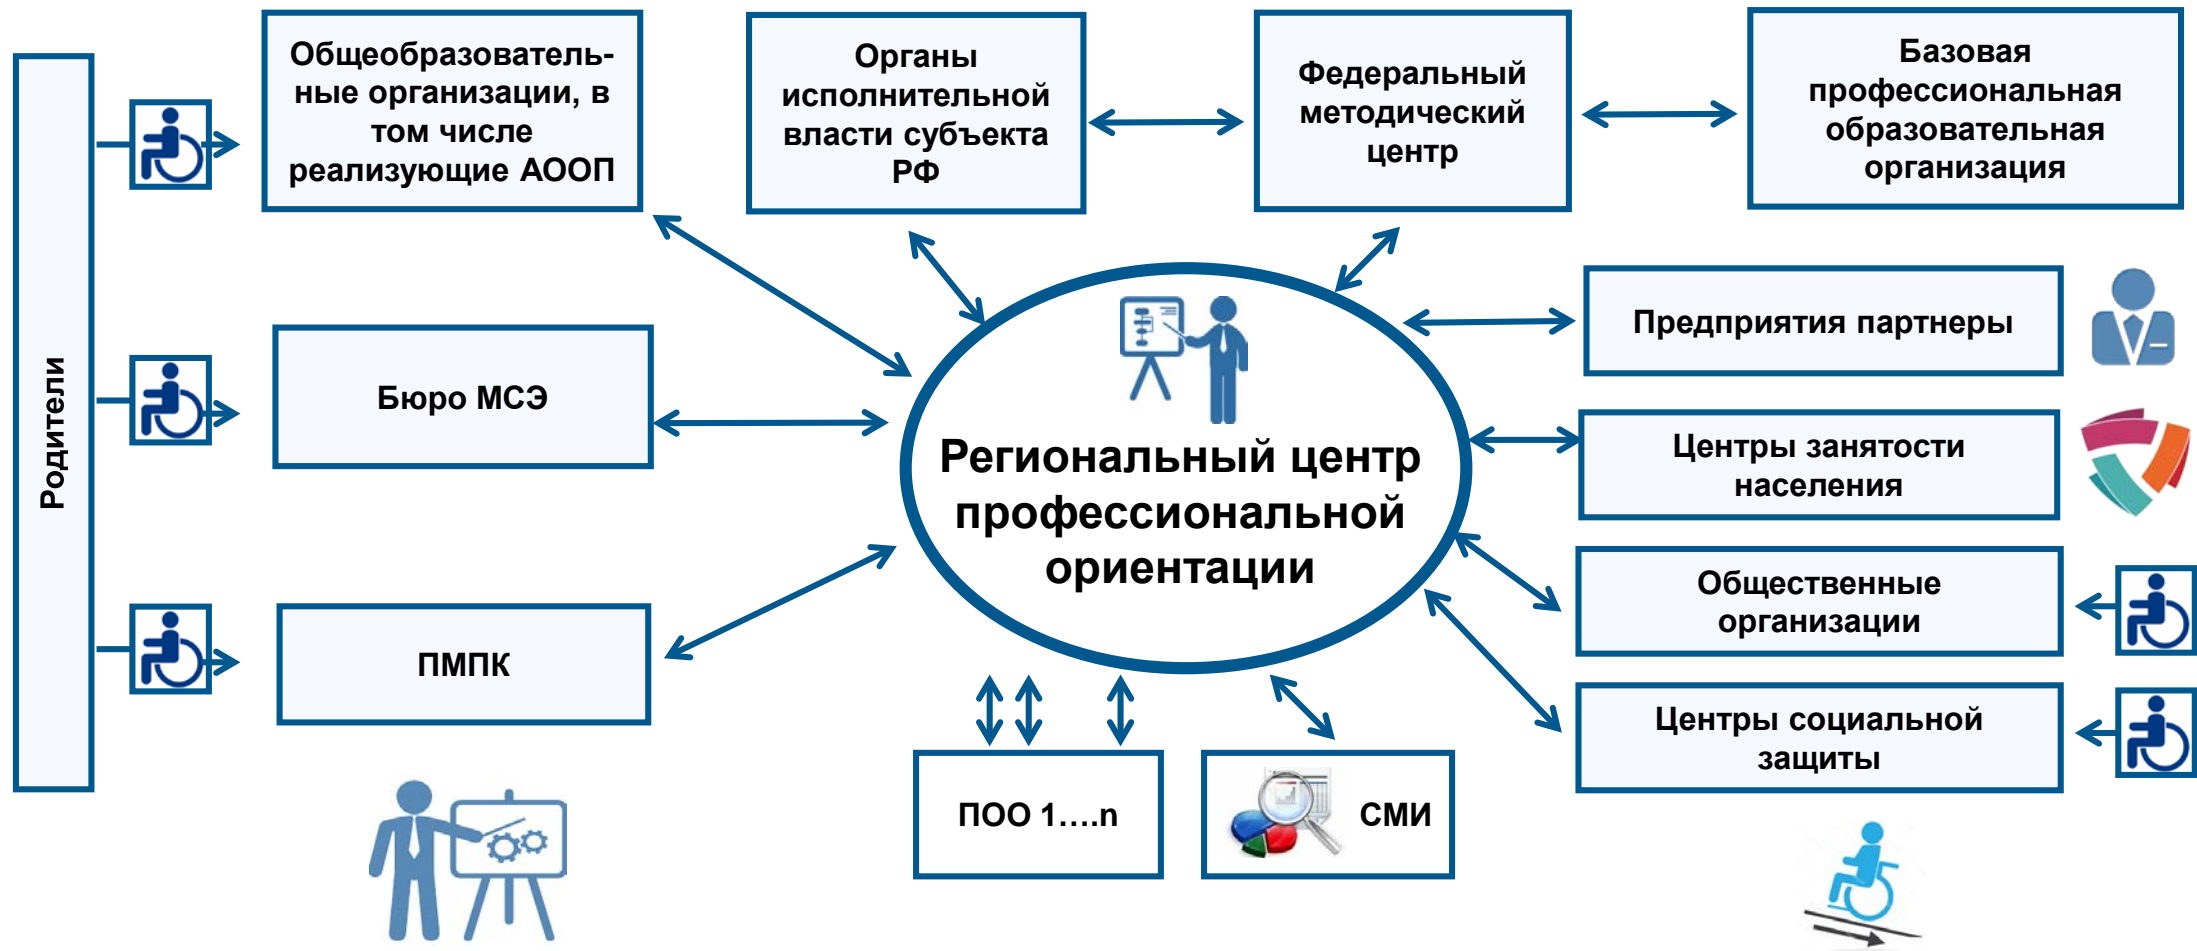 Родители
Общеобразователь-
ные организации, в
том числе
реализующие АООП
Органы
исполнительной
власти субъекта
РФ
Федеральный
методический
центр
Базовая
профессиональная
образовательная
организация
Бюро МСЭ
ПМПК
Региональный центр
профессиональной
ориентации
Предприятия партнеры
Центры занятости
населения
Общественные
организации
Центры социальной
защиты
ПОО 1....n
СМИ